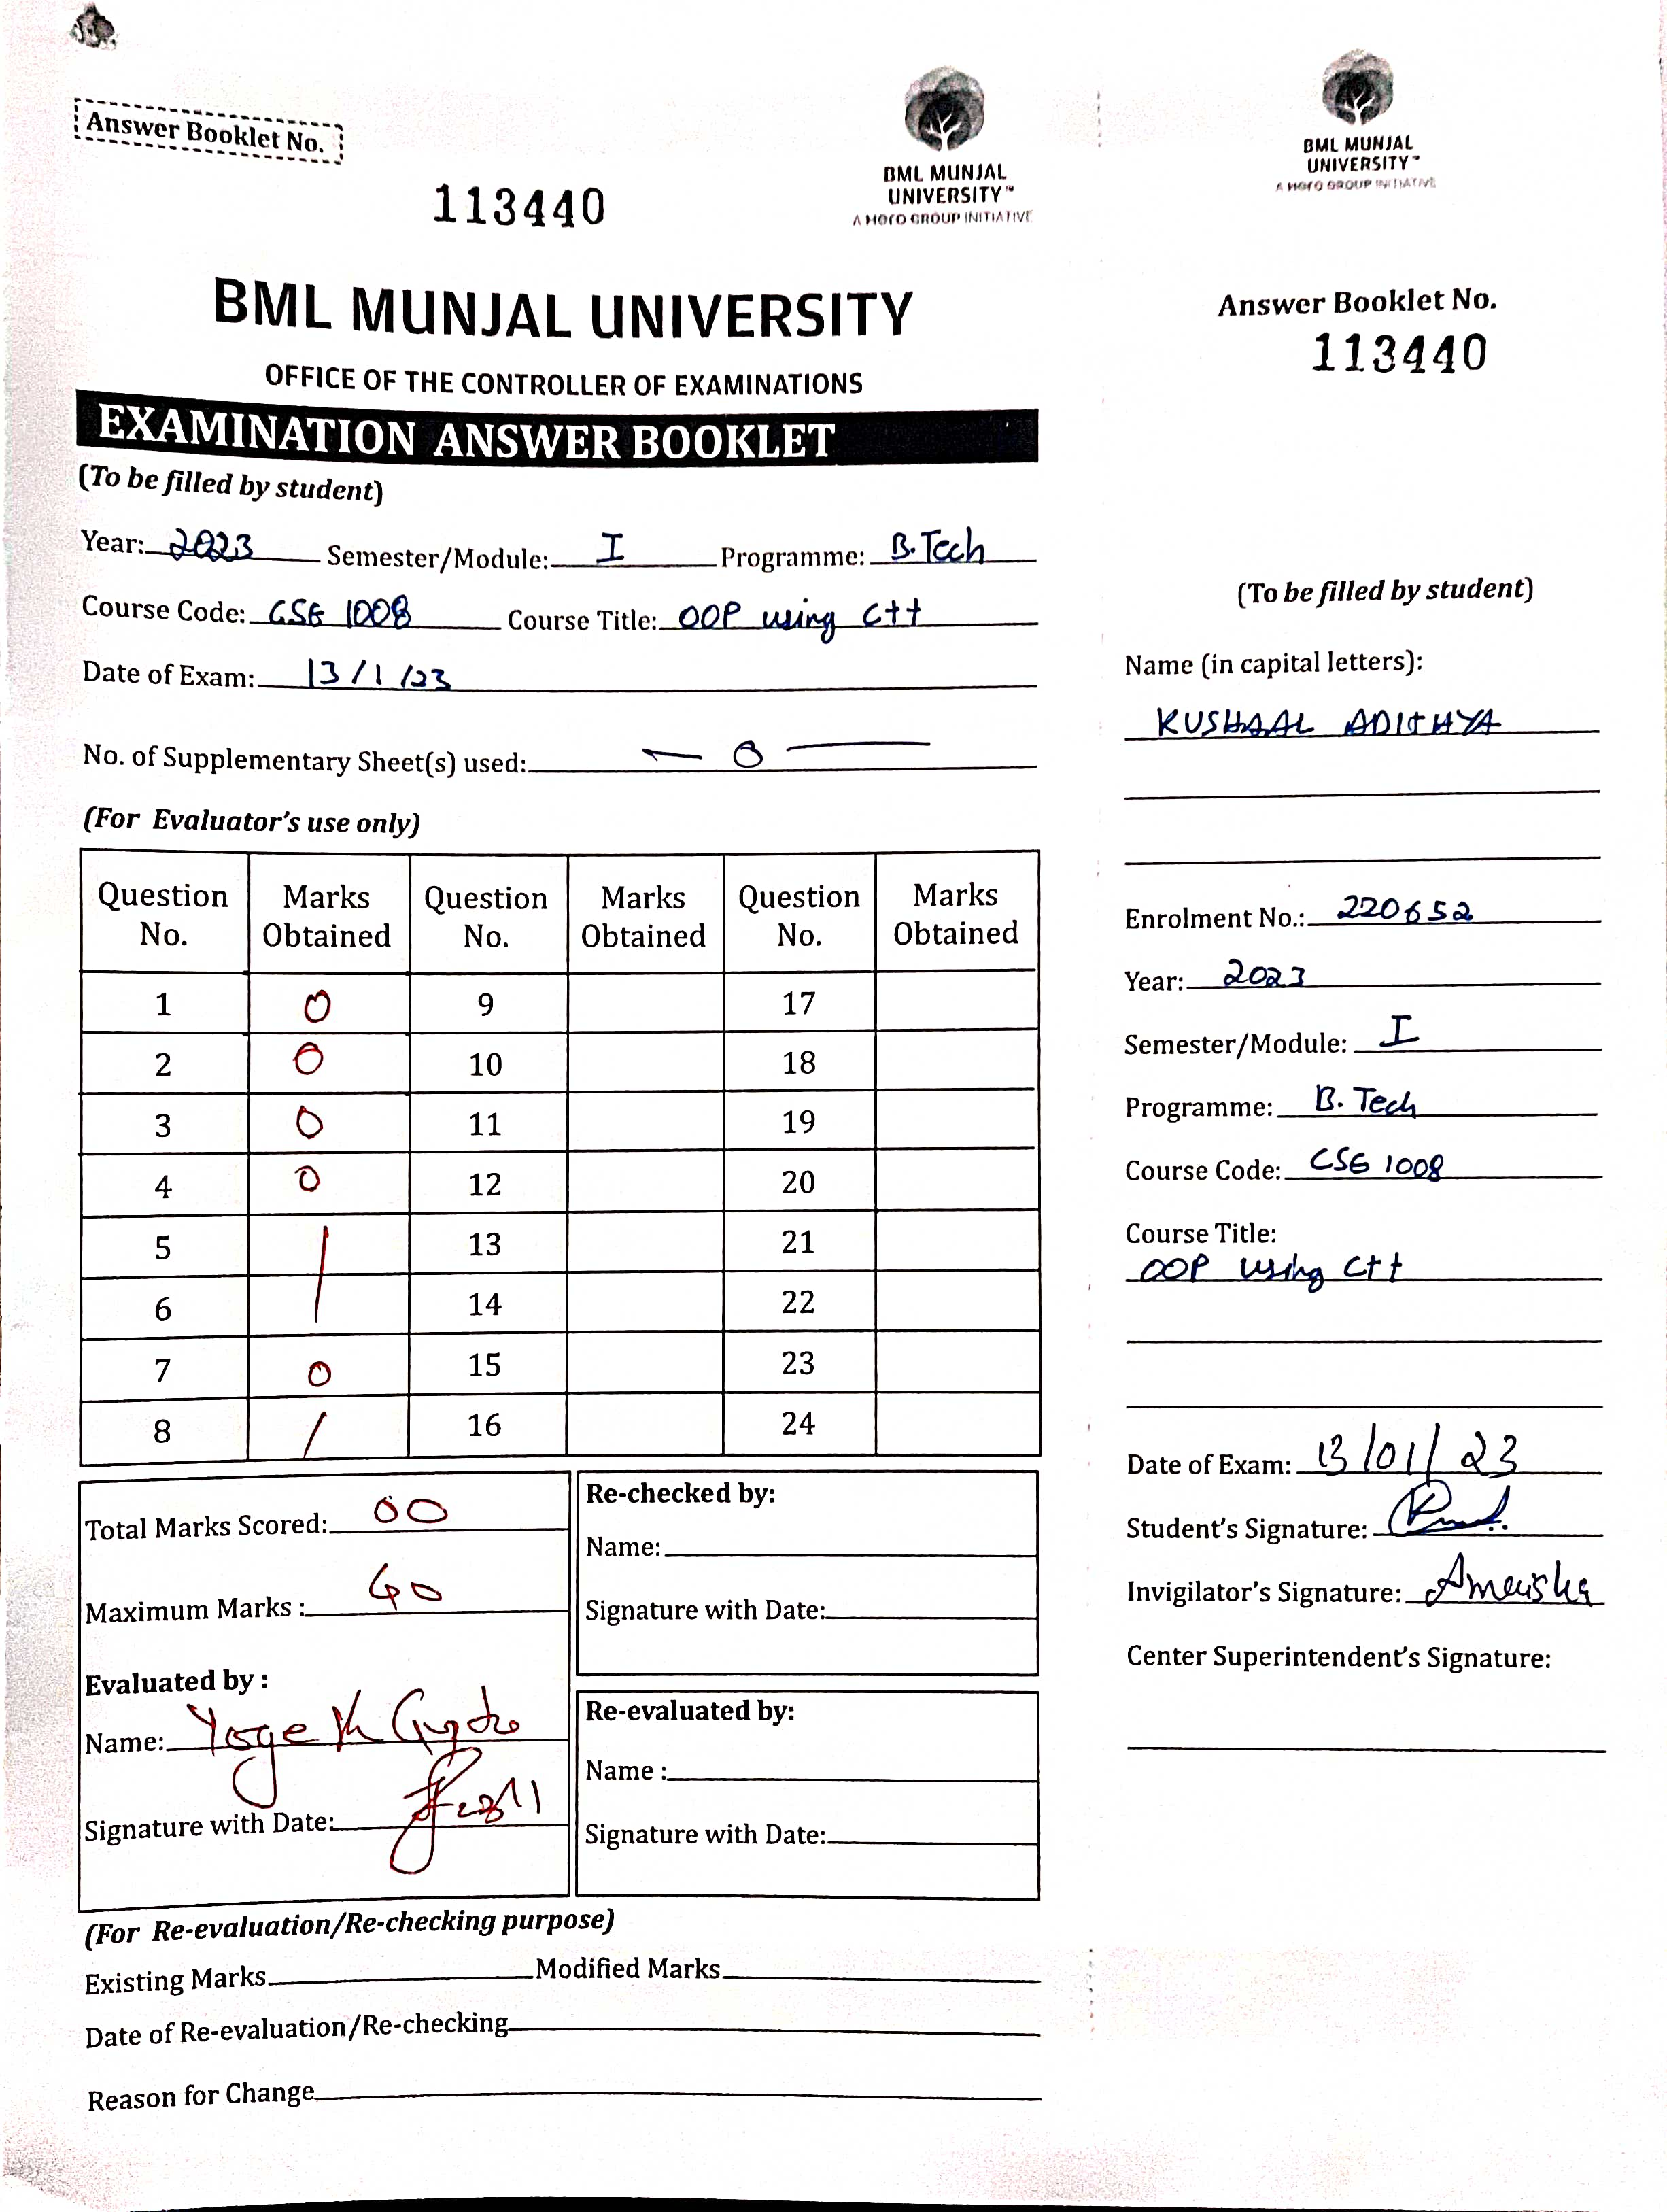 Answer Booklet No.
113440
BML MUNJAL
UNIVERSITY™
A HERO GROUP INITIATIVE
BML MUNJAL UNIVERSITY
OFFICE OF THE CONTROLLER OF EXAMINATIONS
EXAMINATION ANSWER BOOKLET
(To be filled by student)
Year: 2023 Semester/Module: I Programme: B.Tech
Course Code: CSE 1008 Course Title: OOP using C++
Date of Exam: 13/1/23
No. of Supplementary Sheet(s) used: — 0 —
(For Evaluator's use only)
Question No. Marks Obtained Question No. Marks Obtained Question No. Marks Obtained
1 0 9 17
2 0 10 18
3 0 11 19
4 0 12 20
5 / 13 21
6 14 22
7 0 15 23
8 / 16 24
Total Marks Scored: 00
Maximum Marks : 40
Evaluated by :
Name: Yogesh Gupta
Signature with Date:
Re-checked by:
Name:
Signature with Date:
Re-evaluated by:
Name :
Signature with Date:
(For Re-evaluation/Re-checking purpose)
Existing Marks Modified Marks
Date of Re-evaluation/Re-checking
Reason for Change
BML MUNJAL
UNIVERSITY™
A HERO GROUP INITIATIVE
Answer Booklet No.
113440
(To be filled by student)
Name (in capital letters):
KUSHAAL ADITHYA
Enrolment No.: 220652
Year: 2023
Semester/Module: I
Programme: B. Tech
Course Code: CSE 1008
Course Title:
OOP using C++
Date of Exam: 13/01/23
Student's Signature:
Invigilator's Signature:
Center Superintendent's Signature: